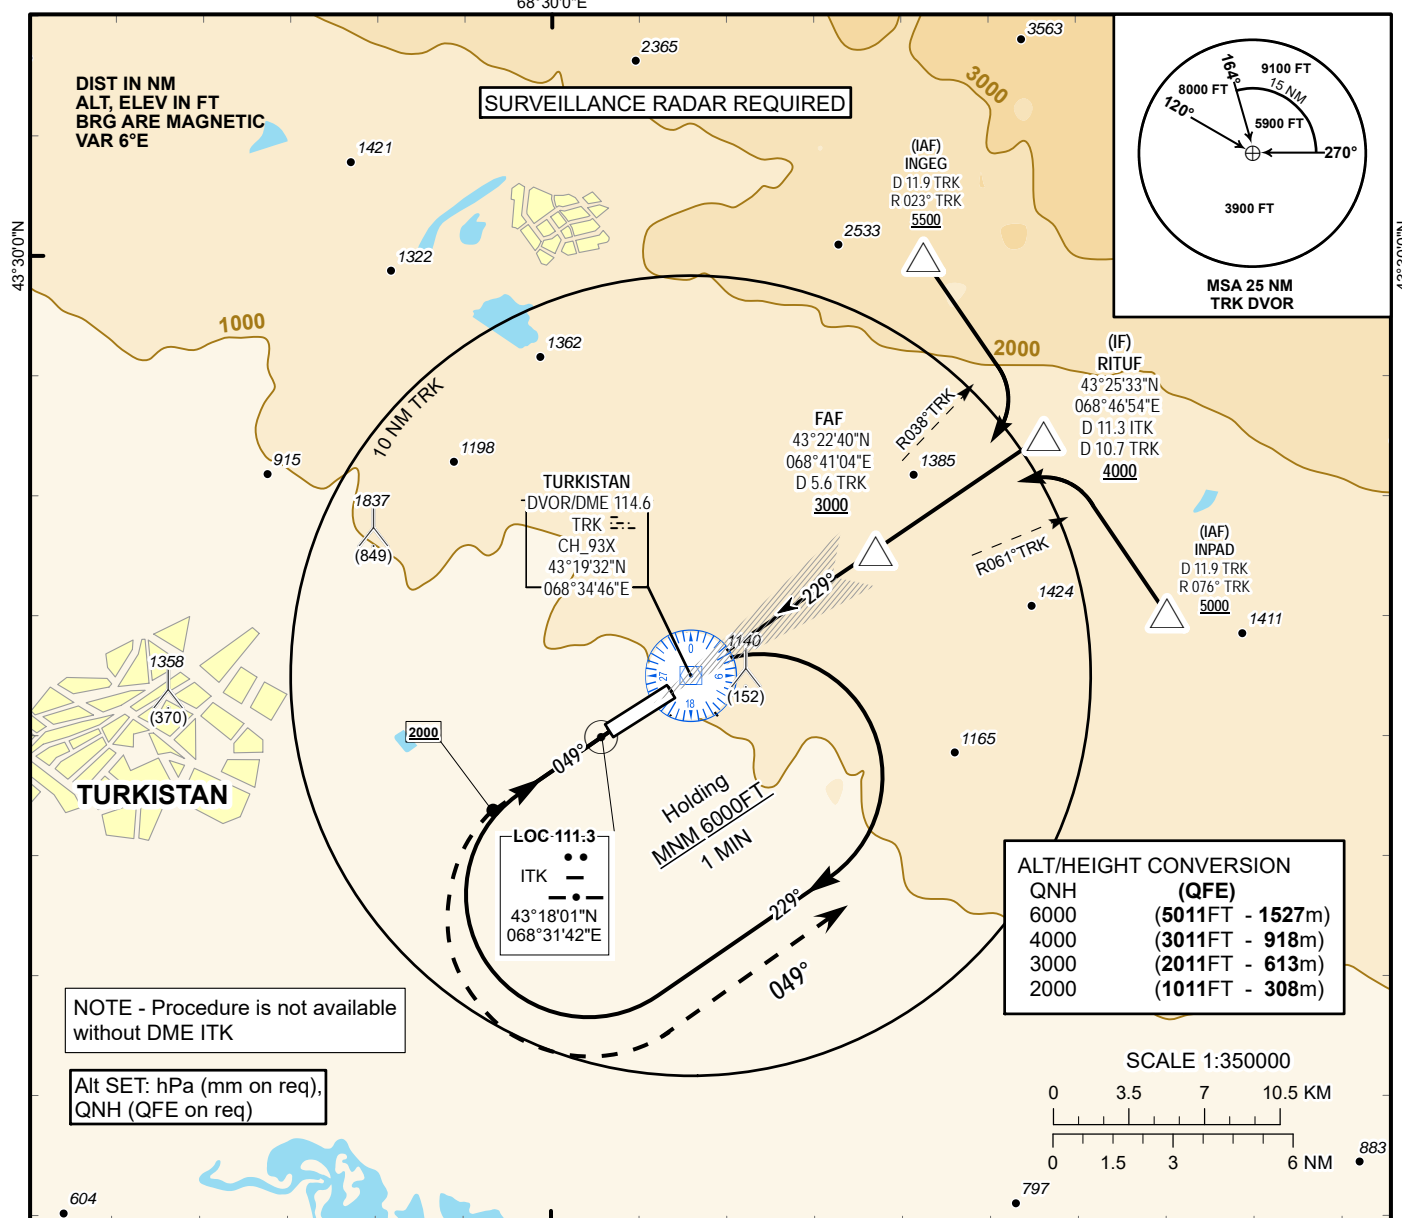 68°30'0"E
DIST IN NM
ALT, ELEV IN FT
BRG ARE MAGNETIC
VAR 6°E
SURVEILLANCE RADAR REQUIRED
2365
3563
3000
1421
1322
43°30'0"N
43°30'0"N
164°
9100 FT
15 NM
8000 FT
120°
5900 FT
270°
3900 FT
MSA 25 NM
TRK DVOR
(IAF)
INGEG
D 11.9 TRK
R 023° TRK
5500
2533
1000
1362
2000
(IF)
RITUF
43°25'33"N
068°46'54"E
D 11.3 ITK
D 10.7 TRK
4000
10 NM TRK
R038°TRK
FAF
43°22'40"N
068°41'04"E
D 5.6 TRK
3000
1385
915
1198
1837
(849)
TURKISTAN
DVOR/DME 114.6
TRK
CH_93X
43°19'32"N
068°34'46"E
R061°TRK
(IAF)
INPAD
D 11.9 TRK
R 076° TRK
5000
1424
1411
229°
1140
(152)
0
9
18
27
1358
(370)
TURKISTAN
2000
049°
1165
Holding
MNM 6000FT
1 MIN
LOC 111.3
ITK
43°18'01"N
068°31'42"E
229°
049°
ALT/HEIGHT CONVERSION
QNH (QFE)
6000 (5011FT - 1527m)
4000 (3011FT - 918m)
3000 (2011FT - 613m)
2000 (1011FT - 308m)
NOTE - Procedure is not available
without DME ITK
Alt SET: hPa (mm on req),
QNH (QFE on req)
SCALE 1:350000
0 3.5 7 10.5 KM
0 1.5 3 6 NM
883
797
604